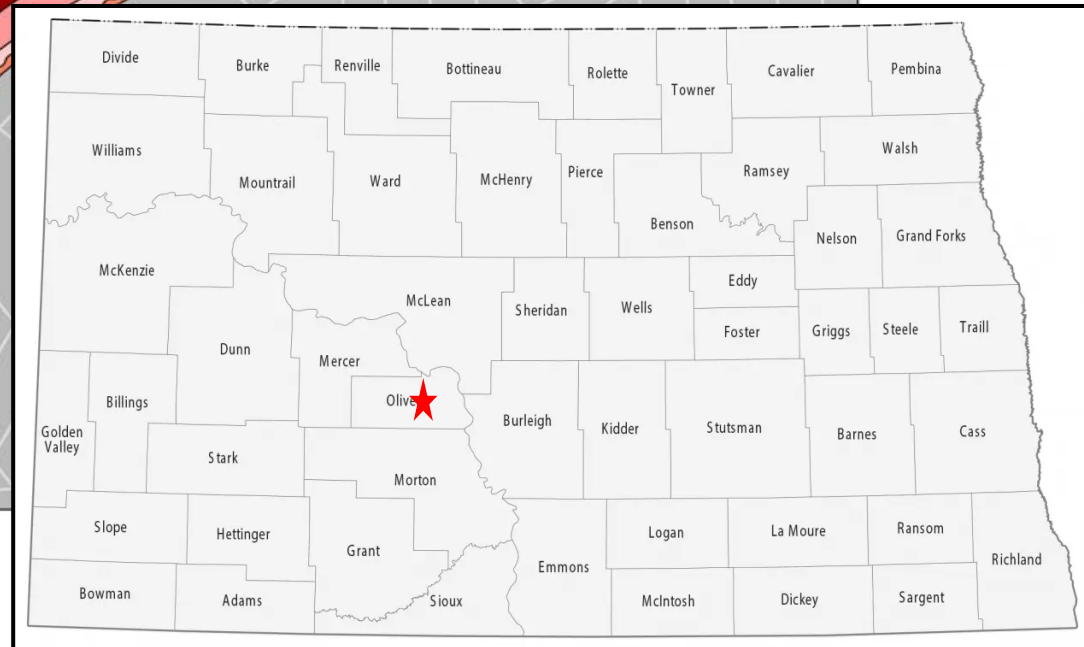 Divide
Burke
Renville
Bottineau
Rolette
Towner
Cavalier
Pembina
Williams
Mountrail
Ward
McHenry
Pierce
Benson
Ramsey
Walsh
Nelson
Grand Forks
McKenzie
McLean
Sheridan
Wells
Eddy
Foster
Griggs
Steele
Traill
Dunn
Mercer
Olive
Billings
Golden
Valley
Stark
Morton
Burleigh
Kidder
Stutsman
Barnes
Cass
Slope
Hettinger
Grant
Emmons
Logan
La Moure
Ransom
Richland
Bowman
Adams
Sioux
McIntosh
Dickey
Sargent